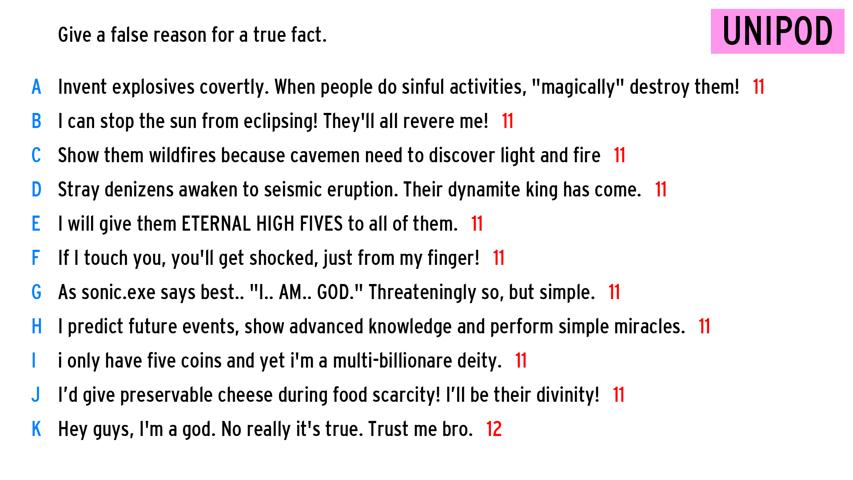 Give a false reason for a true fact.
UNIPOD
A Invent explosives covertly. When people do sinful activities, "magically" destroy them! 11
B I can stop the sun from eclipsing! They'll all revere me! 11
C Show them wildfires because cavemen need to discover light and fire 11
D Stray denizens awaken to seismic eruption. Their dynamite king has come. 11
E I will give them ETERNAL HIGH FIVES to all of them. 11
F If I touch you, you'll get shocked, just from my finger! 11
G As sonic.exe says best.. "I.. AM.. GOD." Threateningly so, but simple. 11
H I predict future events, show advanced knowledge and perform simple miracles. 11
I i only have five coins and yet i'm a multi-billionare deity. 11
J I’d give preservable cheese during food scarcity! I’ll be their divinity! 11
K Hey guys, I'm a god. No really it's true. Trust me bro. 12